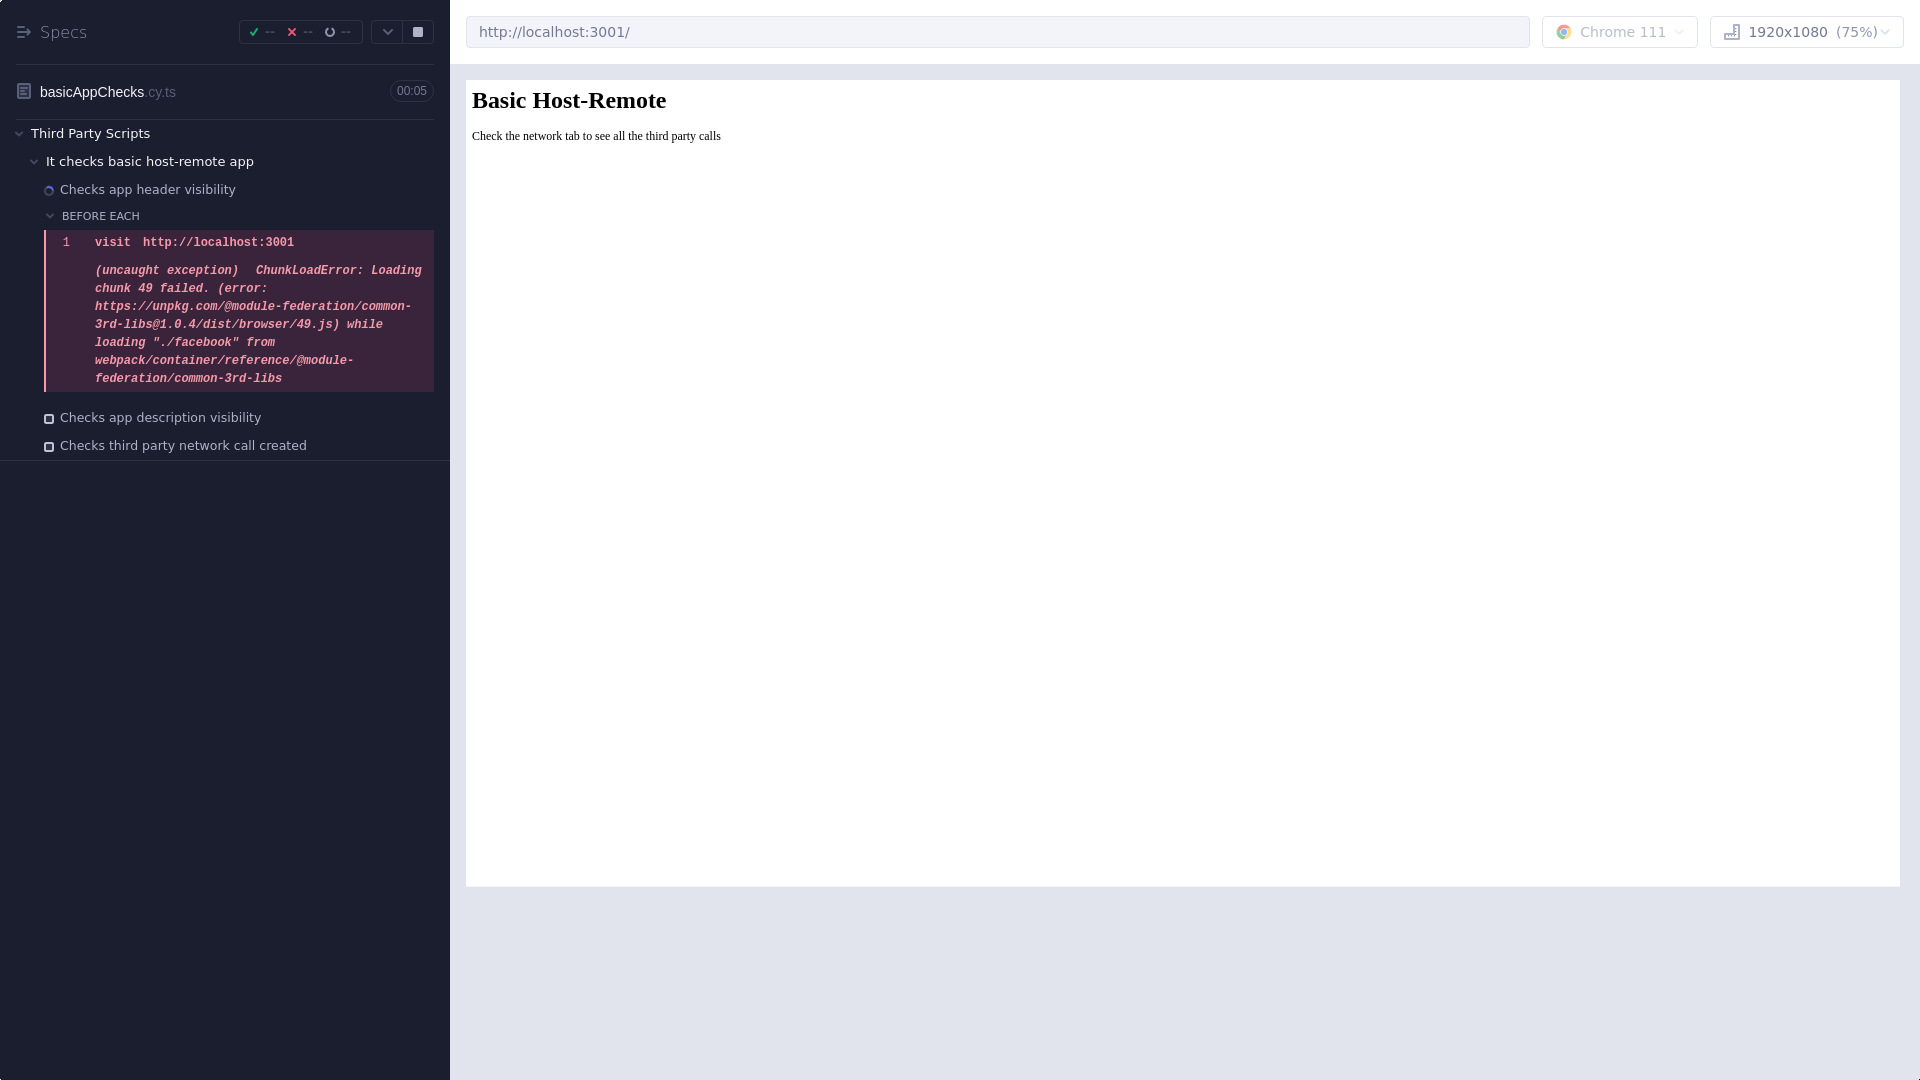 Specs
-- -- --
basicAppChecks.cy.ts 00:05
Third Party Scripts
It checks basic host-remote app
Checks app header visibility
BEFORE EACH
1 visit http://localhost:3001
(uncaught exception) ChunkLoadError: Loading
chunk 49 failed. (error:
https://unpkg.com/@module-federation/common-
3rd-libs@1.0.4/dist/browser/49.js) while
loading "./facebook" from
webpack/container/reference/@module-
federation/common-3rd-libs
Checks app description visibility
Checks third party network call created
http://localhost:3001/
Chrome 111
1920x1080 (75%)
Basic Host-Remote
Check the network tab to see all the third party calls